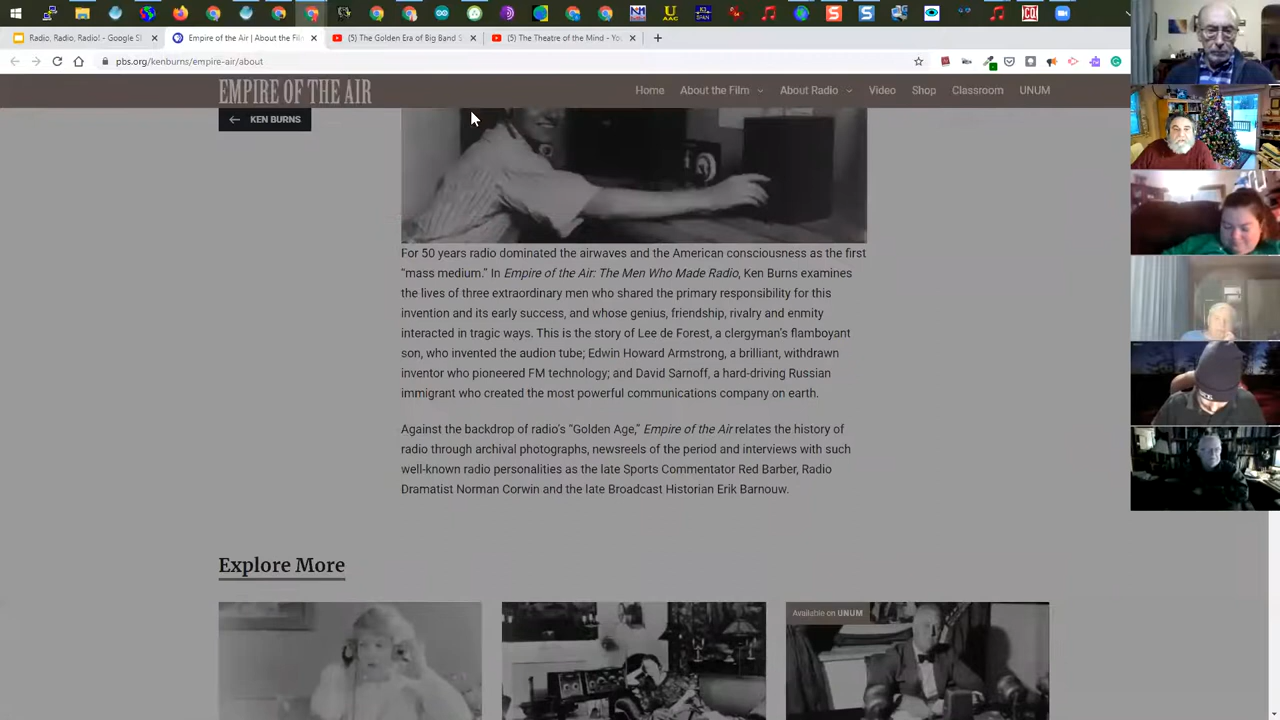 Radio, Radio, Radio! - Google Sl
Empire of the Air | About the Film
(5) The Golden Era of Big Band S
(5) The Theatre of the Mind - You
pbs.org/kenburns/empire-air/about
EMPIRE OF THE AIR
Home
About the Film
About Radio
Video
Shop
Classroom
UNUM
KEN BURNS
For 50 years radio dominated the airwaves and the American consciousness as the first
“mass medium.” In Empire of the Air: The Men Who Made Radio, Ken Burns examines
the lives of three extraordinary men who shared the primary responsibility for this
invention and its early success, and whose genius, friendship, rivalry and enmity
interacted in tragic ways. This is the story of Lee de Forest, a clergyman’s flamboyant
son, who invented the audion tube; Edwin Howard Armstrong, a brilliant, withdrawn
inventor who pioneered FM technology; and David Sarnoff, a hard-driving Russian
immigrant who created the most powerful communications company on earth.
Against the backdrop of radio’s “Golden Age,” Empire of the Air relates the history of
radio through archival photographs, newsreels of the period and interviews with such
well-known radio personalities as the late Sports Commentator Red Barber, Radio
Dramatist Norman Corwin and the late Broadcast Historian Erik Barnouw.
Explore More
Available on UNUM